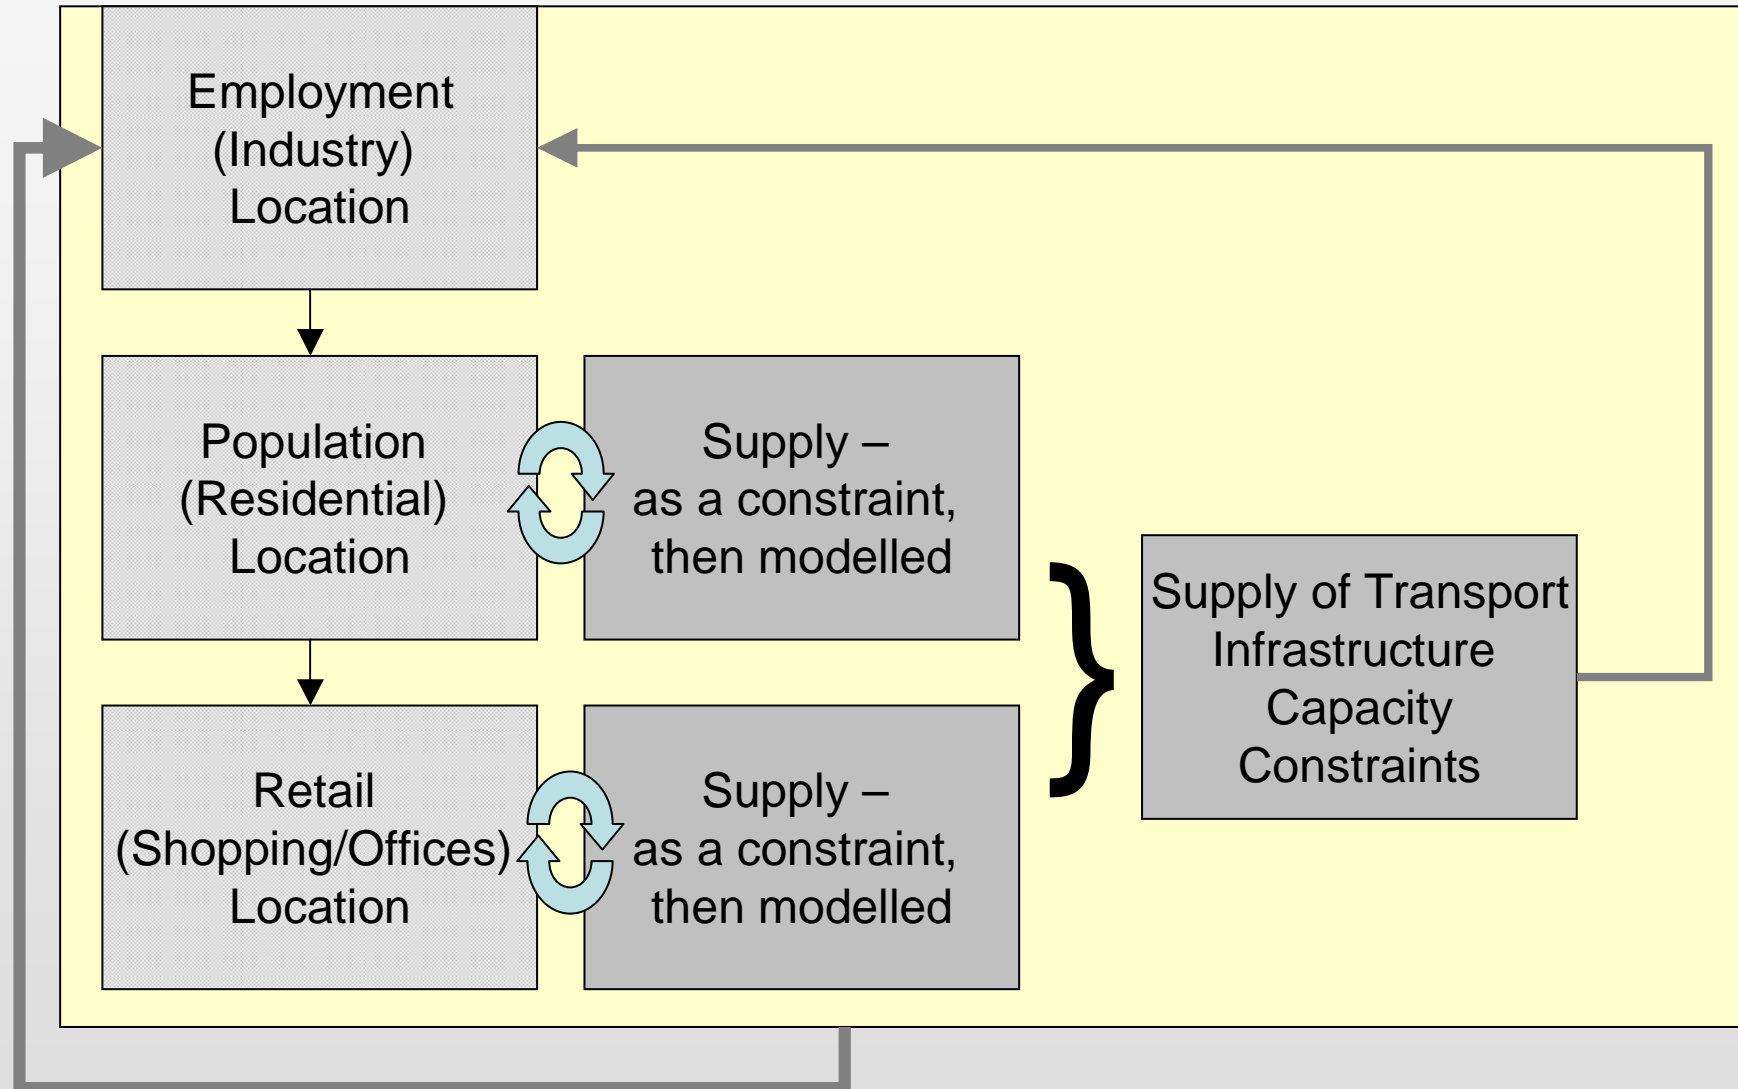 Employment
(Industry)
Location
Population
(Residential)
Location
Supply –
as a constraint,
then modelled
Supply of Transport
Infrastructure
Capacity
Constraints
Retail
(Shopping/Offices)
Location
Supply –
as a constraint,
then modelled